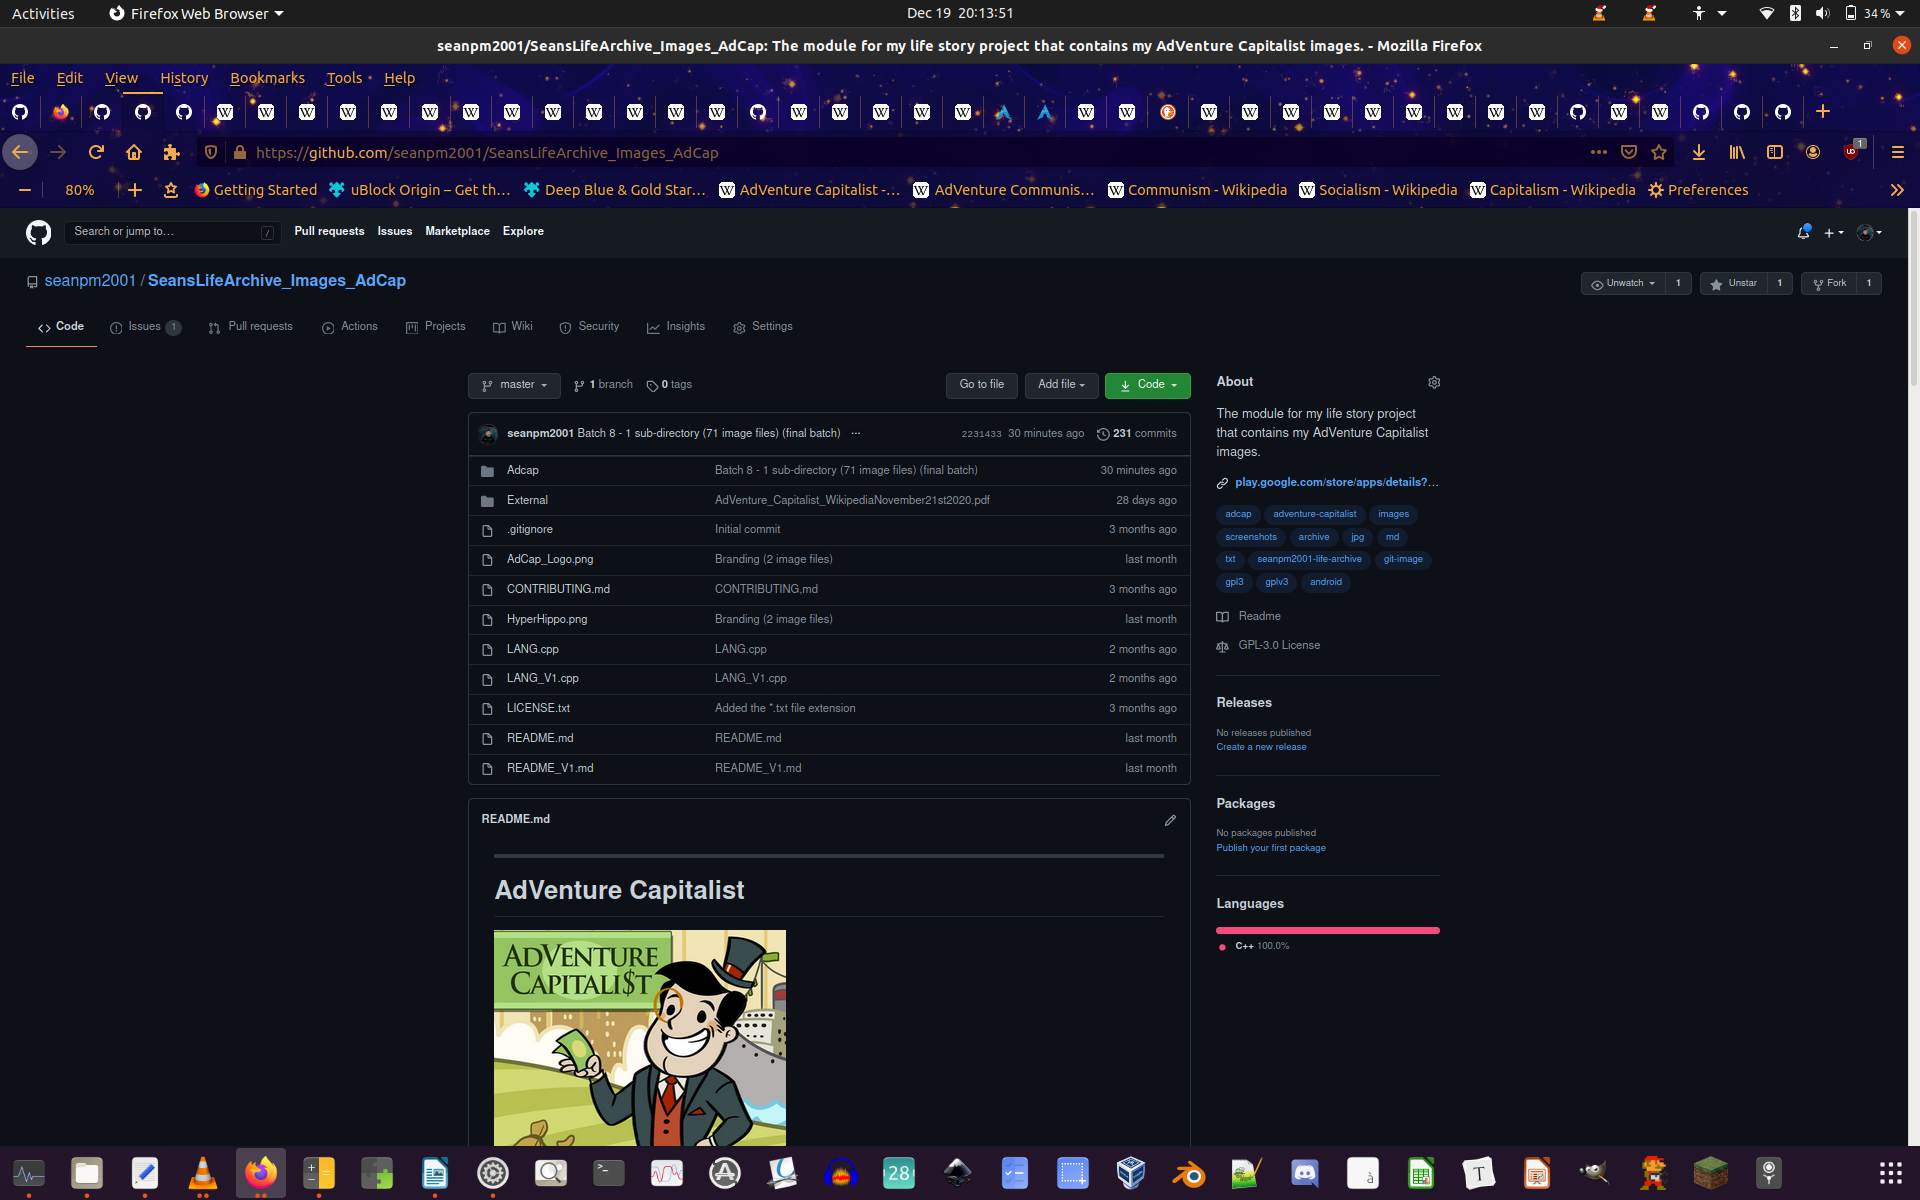 Activities Firefox Web Browser Dec 19 20:13:51 34 %
seanpm2001/SeansLifeArchive_Images_AdCap: The module for my life story project that contains my AdVenture Capitalist images. - Mozilla Firefox
File Edit View History Bookmarks Tools Help
https://github.com/seanpm2001/SeansLifeArchive_Images_AdCap 1
80% Getting Started uBlock Origin – Get th… Deep Blue & Gold Star… AdVenture Capitalist -… AdVenture Communis… Communism - Wikipedia Socialism - Wikipedia Capitalism - Wikipedia Preferences
Search or jump to… / Pull requests Issues Marketplace Explore
seanpm2001 / SeansLifeArchive_Images_AdCap Unwatch 1 Unstar 1 Fork 1
Code Issues 1 Pull requests Actions Projects Wiki Security Insights Settings
master 1 branch 0 tags Go to file Add file Code
seanpm2001 Batch 8 - 1 sub-directory (71 image files) (final batch) … 2231433 30 minutes ago 231 commits
Adcap Batch 8 - 1 sub-directory (71 image files) (final batch) 30 minutes ago
External AdVenture_Capitalist_WikipediaNovember21st2020.pdf 28 days ago
.gitignore Initial commit 3 months ago
AdCap_Logo.png Branding (2 image files) last month
CONTRIBUTING.md CONTRIBUTING,md 3 months ago
HyperHippo.png Branding (2 image files) last month
LANG.cpp LANG.cpp 2 months ago
LANG_V1.cpp LANG_V1.cpp 2 months ago
LICENSE.txt Added the *.txt file extension 3 months ago
README.md README.md last month
README_V1.md README_V1.md last month
README.md
AdVenture Capitalist
ADVENTURE
CAPITALI$T
About
The module for my life story project
that contains my AdVenture Capitalist
images.
play.google.com/store/apps/details?…
adcap adventure-capitalist images
screenshots archive jpg md
txt seanpm2001-life-archive git-image
gpl3 gplv3 android
Readme
GPL-3.0 License
Releases
No releases published
Create a new release
Packages
No packages published
Publish your first package
Languages
C++ 100.0%
28